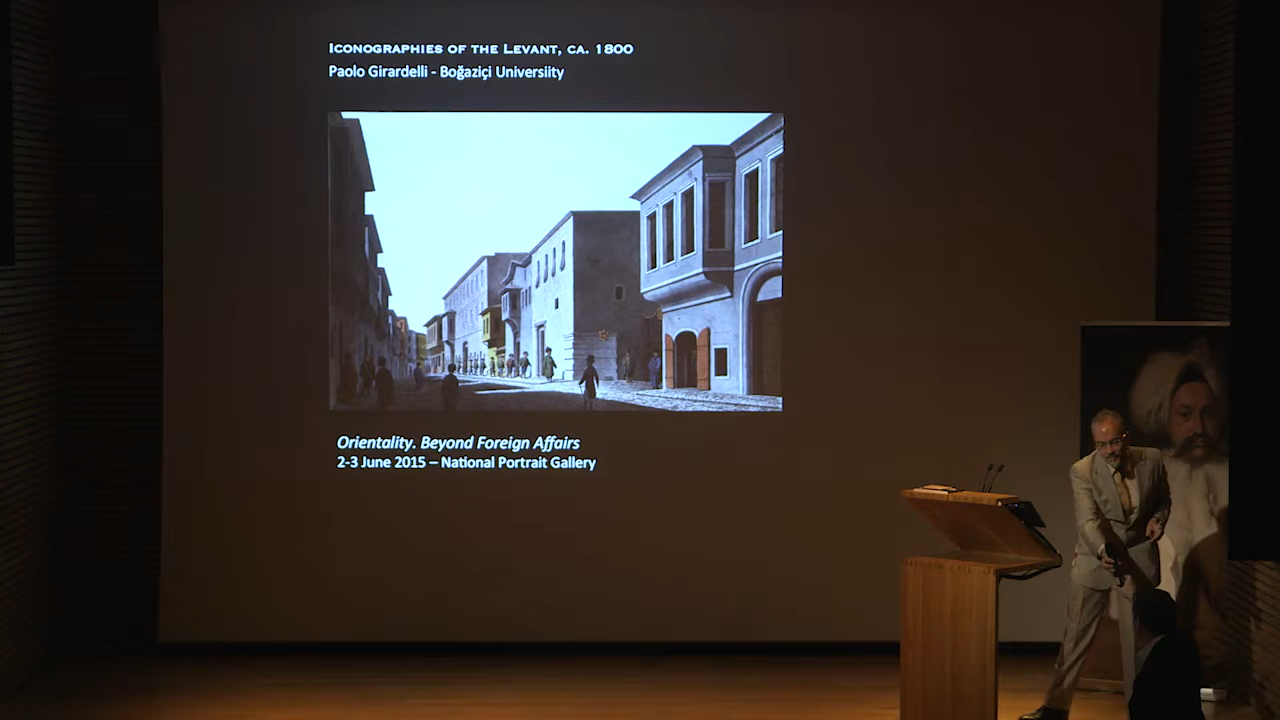 Iconographies of the Levant, ca. 1800
Paolo Girardelli - Boğaziçi Universiity
Orientality. Beyond Foreign Affairs
2-3 June 2015 – National Portrait Gallery